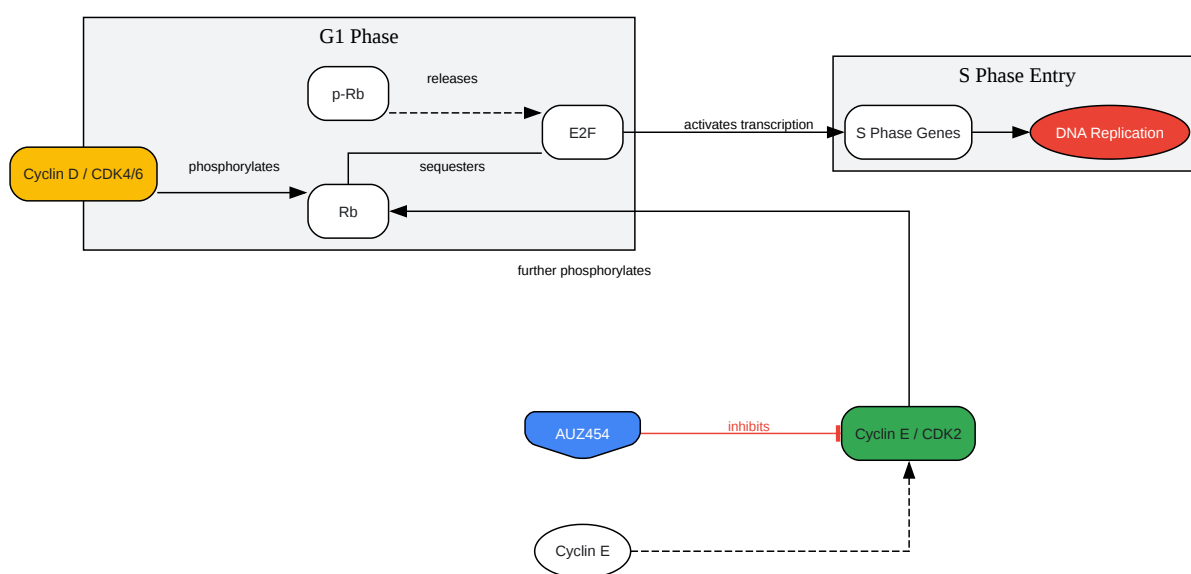 G1 Phase
S Phase Entry
releases
p-Rb
E2F
activates transcription
S Phase Genes
DNA Replication
Cyclin D / CDK4/6
phosphorylates
sequesters
Rb
further phosphorylates
AUZ454
inhibits
Cyclin E / CDK2
Cyclin E